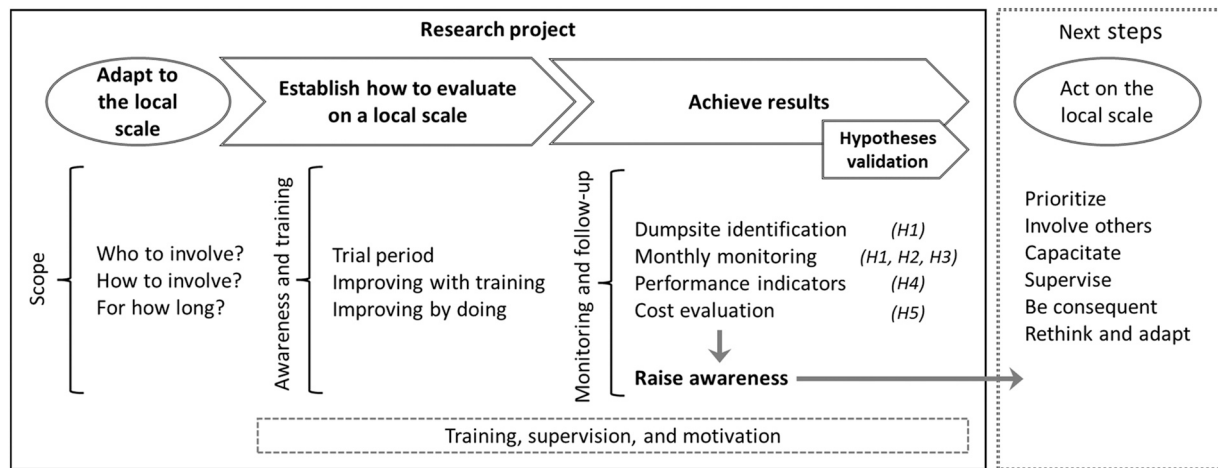 Research project
Adapt to
the local
scale
Establish how to evaluate
on a local scale
Achieve results
Hypotheses
validation
Scope
Who to involve?
How to involve?
For how long?
Awareness and training
Trial period
Improving with training
Improving by doing
Monitoring and follow-up
Dumpsite identification (H1)
Monthly monitoring (H1, H2, H3)
Performance indicators (H4)
Cost evaluation (H5)
Raise awareness
Training, supervision, and motivation
Next steps
Act on the
local scale
Prioritize
Involve others
Capacitate
Supervise
Be consequent
Rethink and adapt